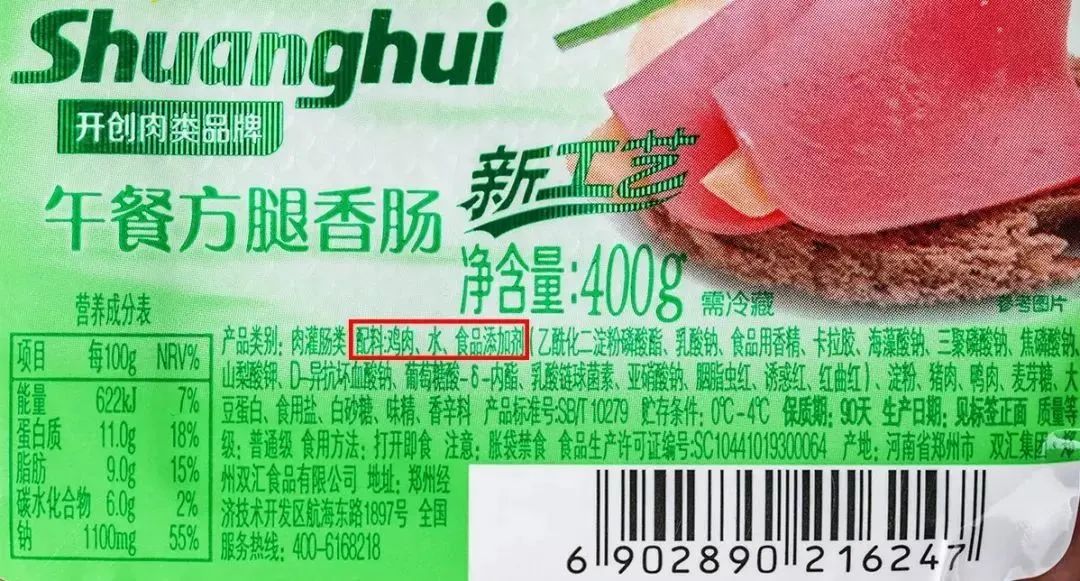 Shuanghui
开创肉类品牌
午餐方腿香肠
新工艺
净含量:400g
需冷藏
参考图片
营养成分表
项目 每100g NRV%
能量 622kJ 7%
蛋白质 11.0g 18%
脂肪 9.0g 15%
碳水化合物 6.0g 2%
钠 1100mg 55%
产品类别: 肉灌肠类 配料:鸡肉、水、食品添加剂(乙酰化二淀粉磷酸酯、乳酸钠、食品用香精、卡拉胶、海藻酸钠、三聚磷酸钠、焦磷酸钠、
山梨酸钾、D-异抗坏血酸钠、葡萄糖酸-δ-内酯、乳酸链球菌素、亚硝酸钠、胭脂虫红、诱惑红、红曲红)、淀粉、猪肉、鸭肉、麦芽糖、大
豆蛋白、食用盐、白砂糖、味精、香辛料 产品标准号:SB/T 10279 贮存条件: 0℃-4℃ 保质期: 90天 生产日期: 见标签正面 质量等
级: 普通级 食用方法: 打开即食 注意: 胀袋禁食 食品生产许可证编号:SC10441019300064 产地: 河南省郑州市 双汇集团
州双汇食品有限公司 地址: 郑州经
济技术开发区航海东路1897号 全国
服务热线: 400-6168218
6 902890 216247